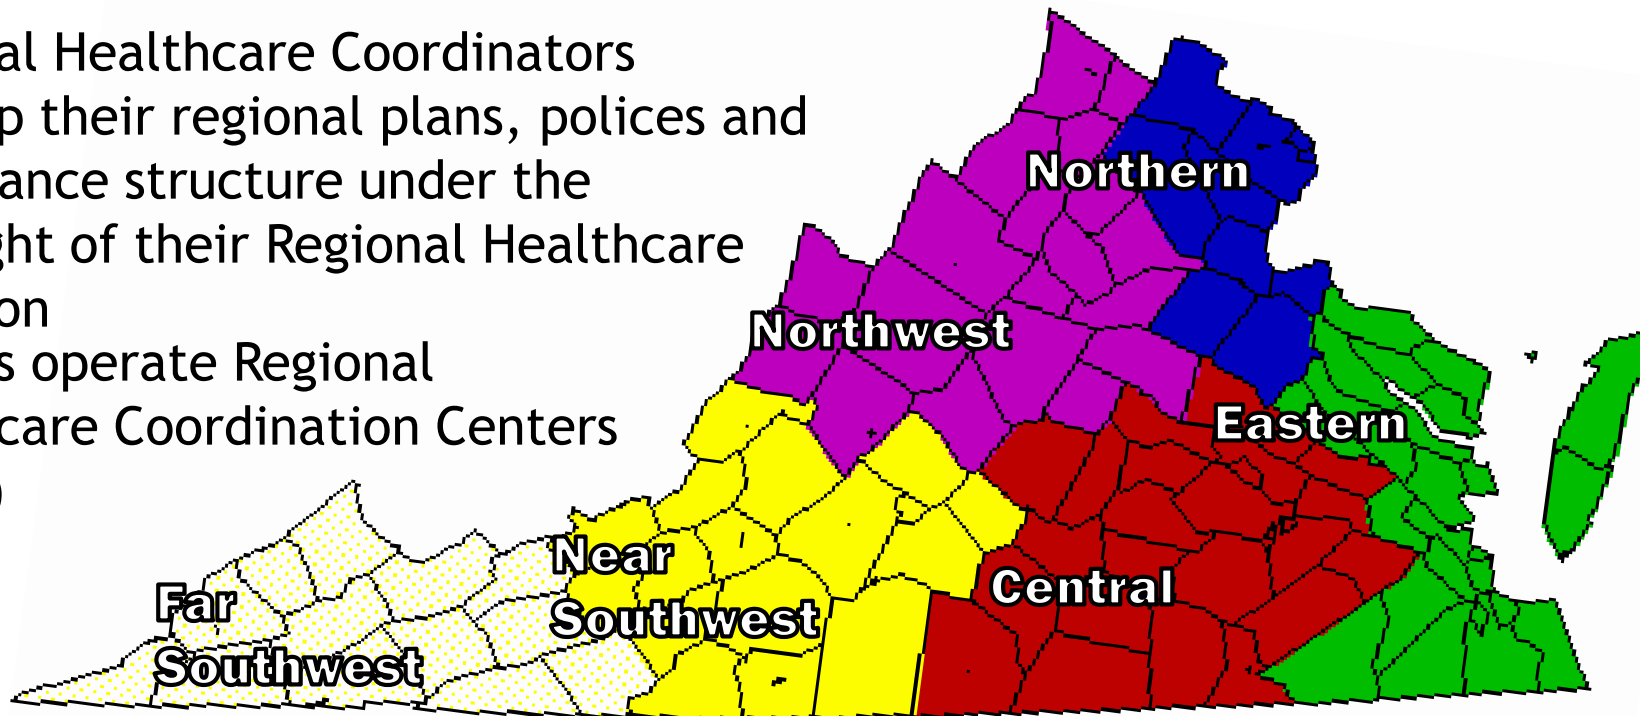 al Healthcare Coordinators
p their regional plans, polices and
ance structure under the
ght of their Regional Healthcare
on
s operate Regional
care Coordination Centers
)
Northern
Northwest
Eastern
Near
Southwest
Central
Far
Southwest